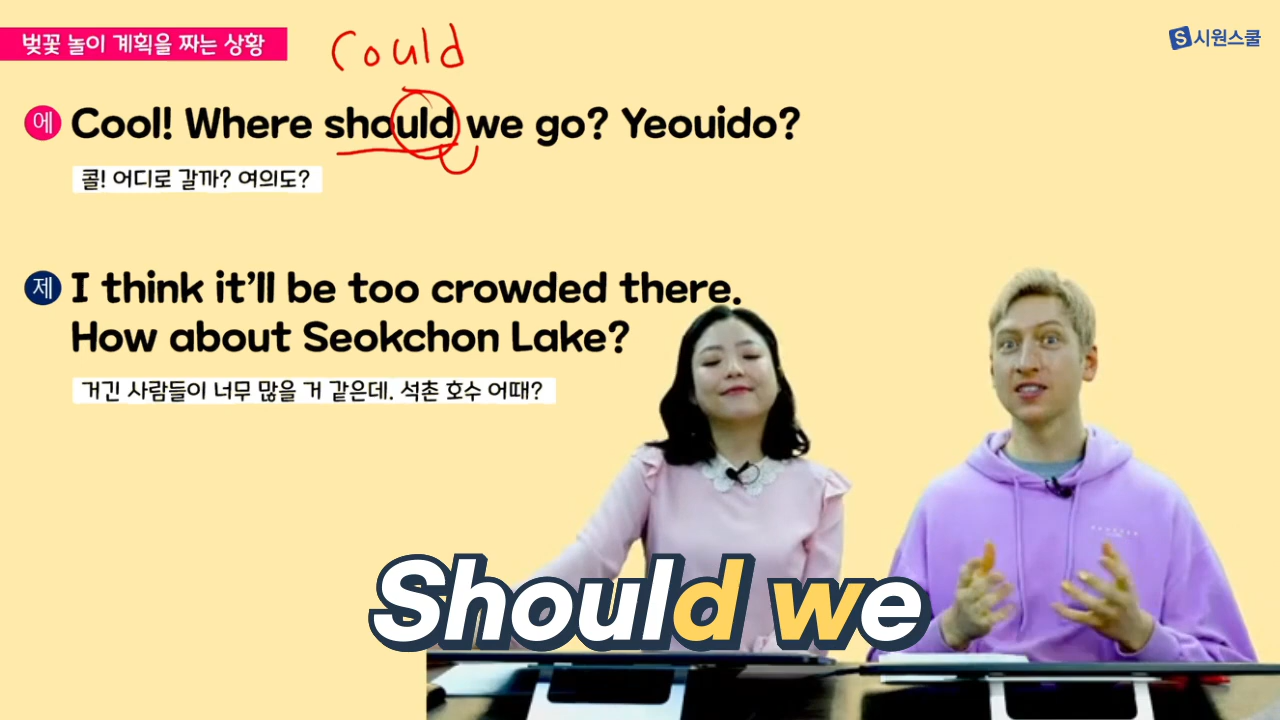 벚꽃 놀이 계획을 짜는 상황
could
S 시원스쿨
에 Cool! Where should we go? Yeouido?
콜! 어디로 갈까? 여의도?
제 I think it'll be too crowded there.
How about Seokchon Lake?
거긴 사람들이 너무 많을 거 같은데. 석촌 호수 어때?
Should we